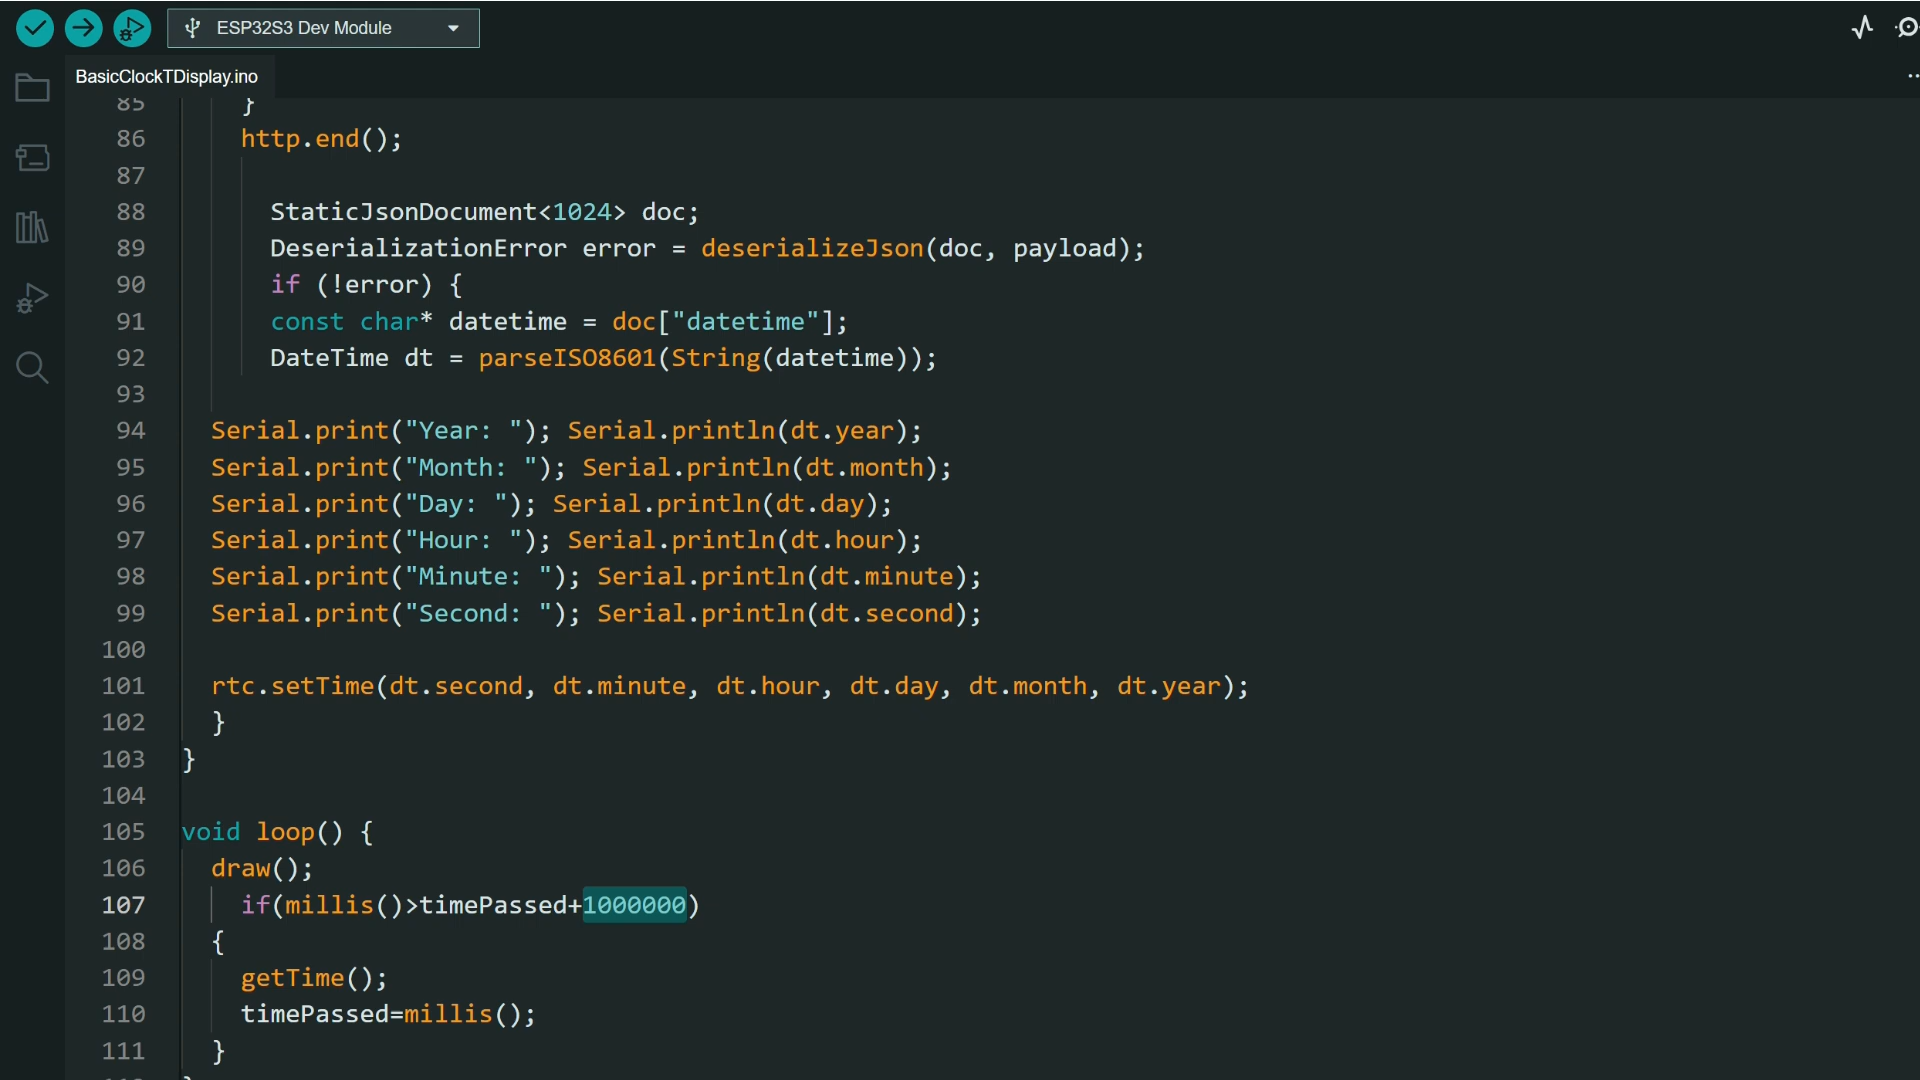 ESP32S3 Dev Module
BasicClockTDisplay.ino
85 }
86 http.end();
87
88 StaticJsonDocument<1024> doc;
89 DeserializationError error = deserializeJson(doc, payload);
90 if (!error) {
91 const char* datetime = doc["datetime"];
92 DateTime dt = parseISO8601(String(datetime));
93
94 Serial.print("Year: "); Serial.println(dt.year);
95 Serial.print("Month: "); Serial.println(dt.month);
96 Serial.print("Day: "); Serial.println(dt.day);
97 Serial.print("Hour: "); Serial.println(dt.hour);
98 Serial.print("Minute: "); Serial.println(dt.minute);
99 Serial.print("Second: "); Serial.println(dt.second);
100
101 rtc.setTime(dt.second, dt.minute, dt.hour, dt.day, dt.month, dt.year);
102 }
103 }
104
105 void loop() {
106 draw();
107 if(millis()>timePassed+1000000)
108 {
109 getTime();
110 timePassed=millis();
111 }